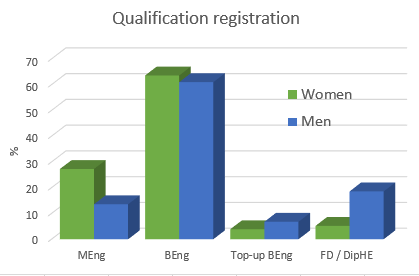 Qualification registration
70
60
50
40
30
20
10
0
%
Women
Men
MEng BEng Top-up BEng FD / DipHE